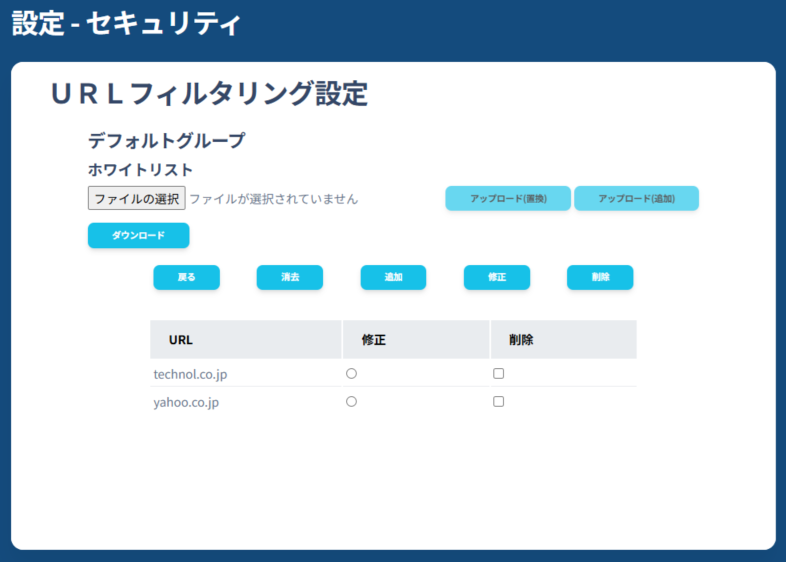 設定 - セキュリティ
ＵＲＬフィルタリング設定
デフォルトグループ
ホワイトリスト
ファイルの選択 ファイルが選択されていません アップロード(置換) アップロード(追加)
ダウンロード
戻る 消去 追加 修正 削除
URL 修正 削除
technol.co.jp
yahoo.co.jp